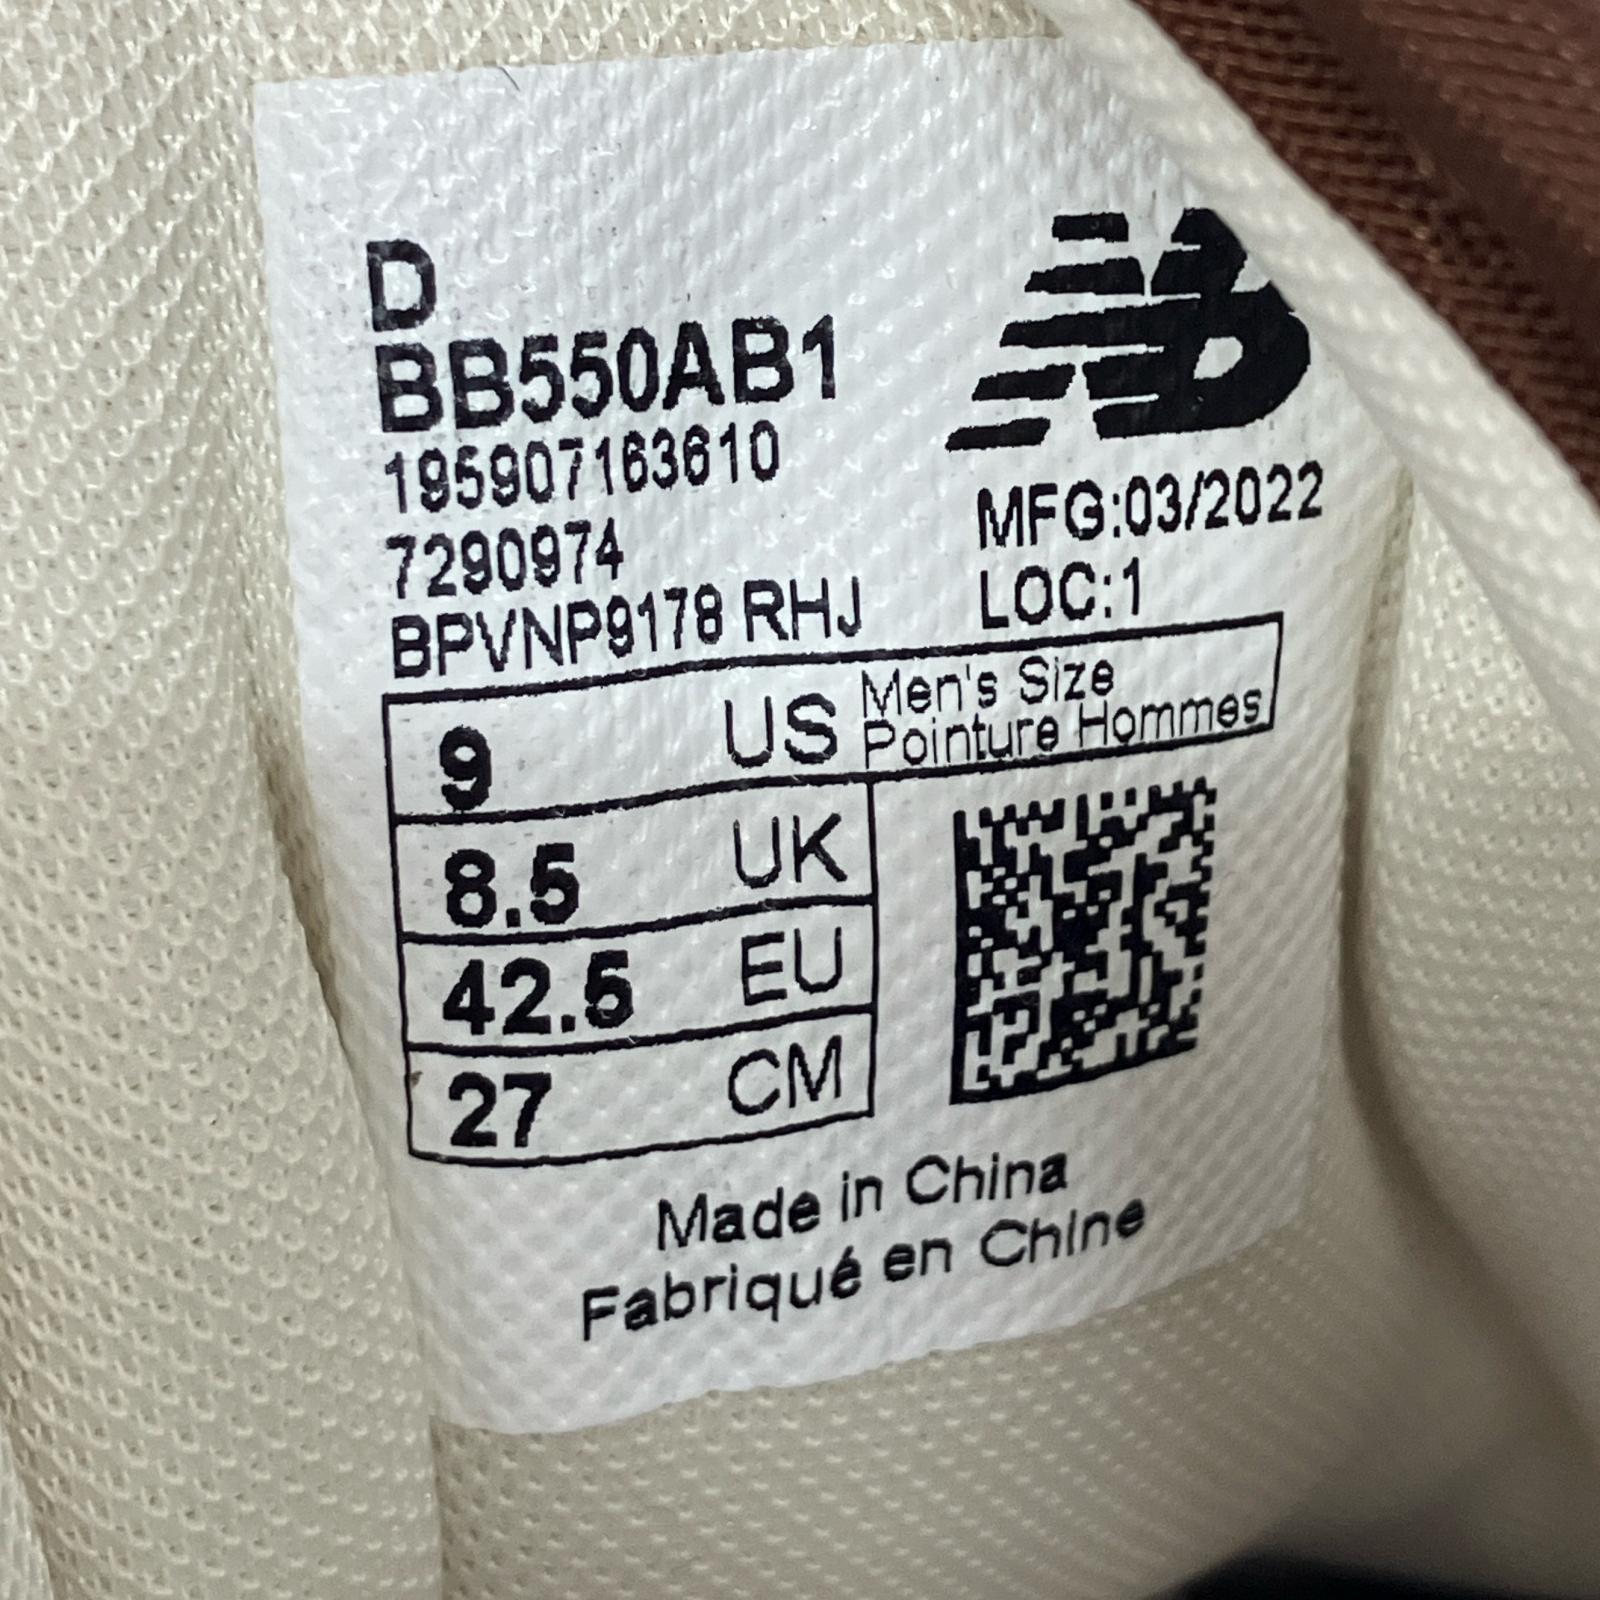 D
BB550AB1
195907163610
7290974
BPVNP9178 RHJ
NB
MFG:03/2022
LOC:1
9 US Men's Size
Pointure Hommes
8.5 UK
42.5 EU
27 CM
Made in China
Fabriqué en Chine